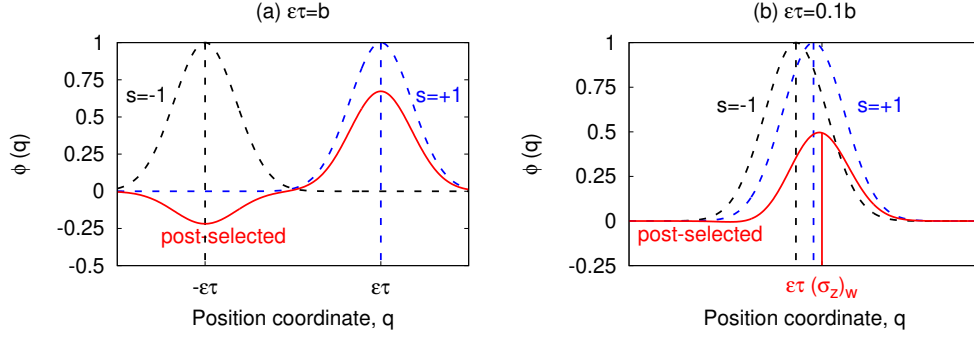 (a) ετ=b
1
0.75
0.5
0.25
0
-0.25
-0.5
ϕ (q)
s=-1
s=+1
post-selected
-ετ
ετ
Position coordinate, q
(b) ετ=0.1b
1
0.75
0.5
0.25
0
-0.25
ϕ (q)
s=-1
s=+1
post-selected
ετ (σz)w
Position coordinate, q